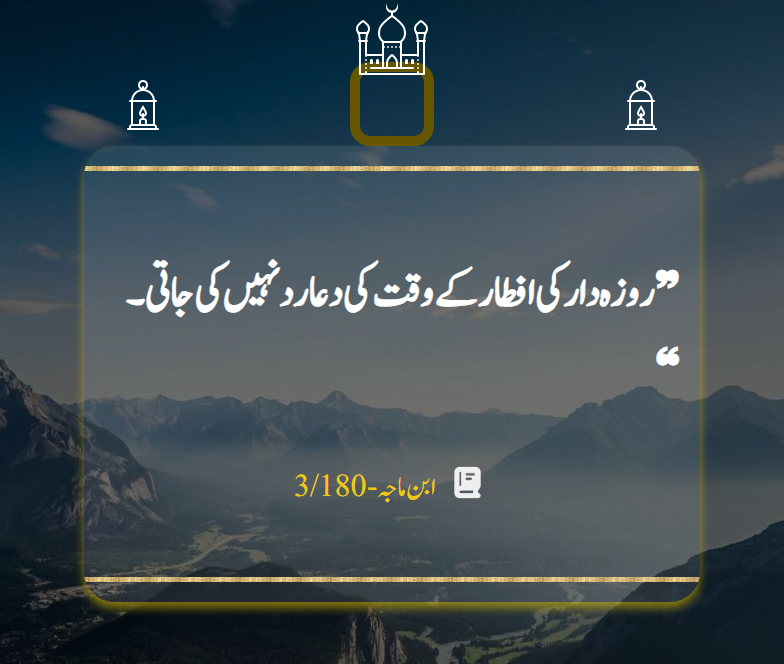 ”روزہ دار کی افطار کے وقت کی دعا رد نہیں کی جاتی۔
“
ابن ماجہ-3/180